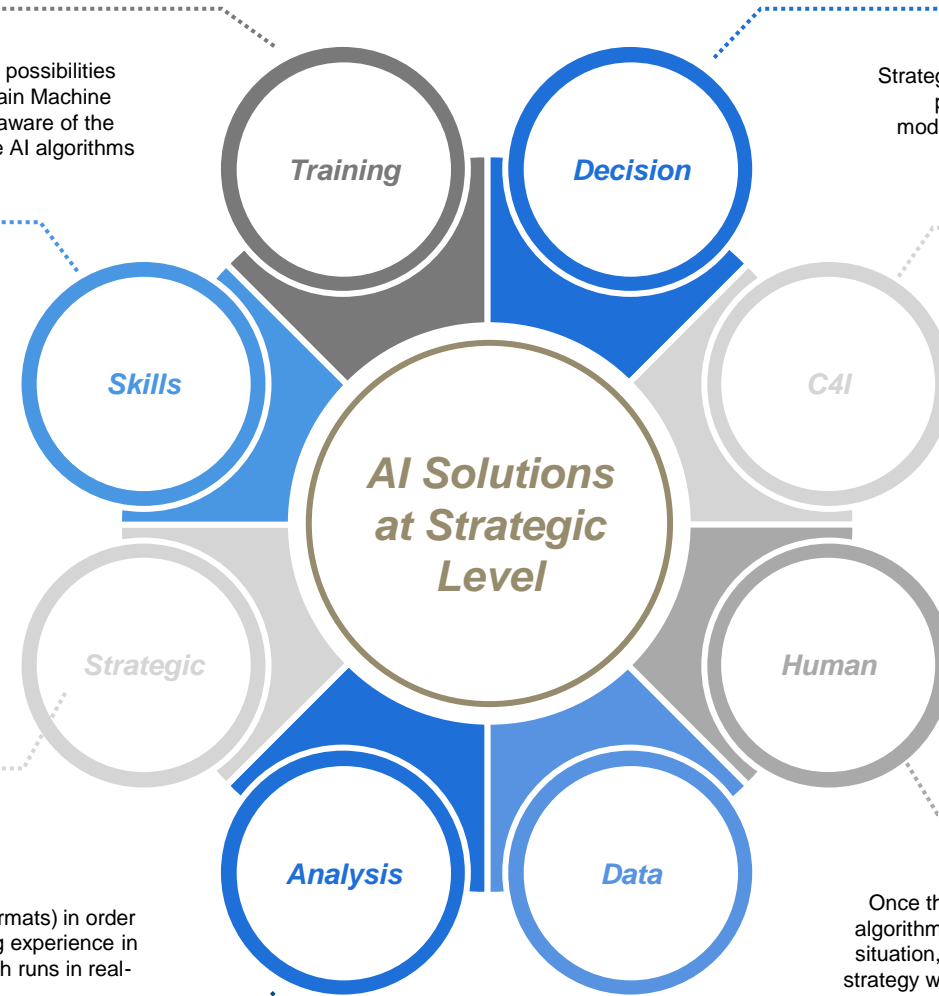 possibilities
ain Machine
aware of the
e AI algorithms
Strateg
p
mod
Training
Decision
Skills
C4I
AI Solutions
at Strategic
Level
Strategic
Human
Analysis
Data
rmats) in order
g experience in
h runs in real-
Once th
algorithm
situation,
strategy w